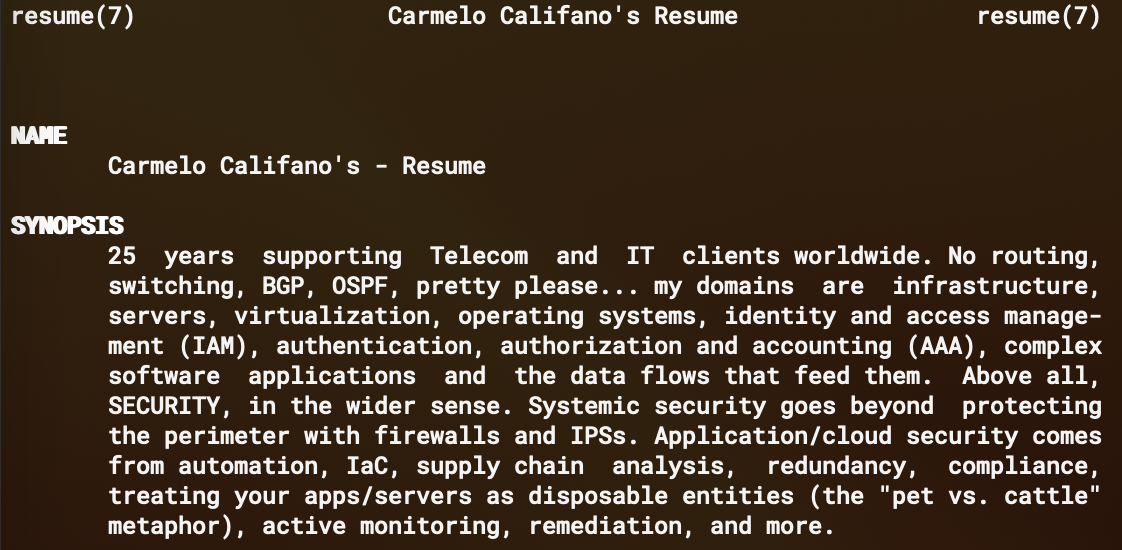 resume(7) Carmelo Califano's Resume resume(7)
NAME
Carmelo Califano's - Resume
SYNOPSIS
25 years supporting Telecom and IT clients worldwide. No routing,
switching, BGP, OSPF, pretty please... my domains are infrastructure,
servers, virtualization, operating systems, identity and access manage-
ment (IAM), authentication, authorization and accounting (AAA), complex
software applications and the data flows that feed them. Above all,
SECURITY, in the wider sense. Systemic security goes beyond protecting
the perimeter with firewalls and IPSs. Application/cloud security comes
from automation, IaC, supply chain analysis, redundancy, compliance,
treating your apps/servers as disposable entities (the "pet vs. cattle"
metaphor), active monitoring, remediation, and more.